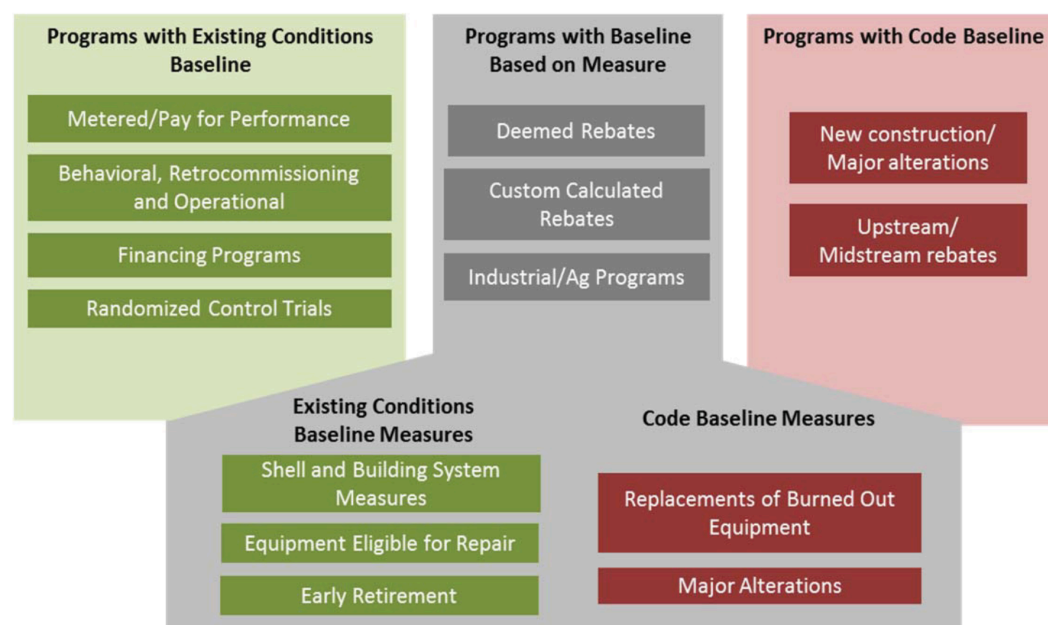 Programs with Existing Conditions
Baseline
Metered/Pay for Performance
Behavioral, Retrocommissioning
and Operational
Financing Programs
Randomized Control Trials
Programs with Baseline
Based on Measure
Deemed Rebates
Custom Calculated
Rebates
Industrial/Ag Programs
Programs with Code Baseline
New construction/
Major alterations
Upstream/
Midstream rebates
Existing Conditions
Baseline Measures
Shell and Building System
Measures
Equipment Eligible for Repair
Early Retirement
Code Baseline Measures
Replacements of Burned Out
Equipment
Major Alterations